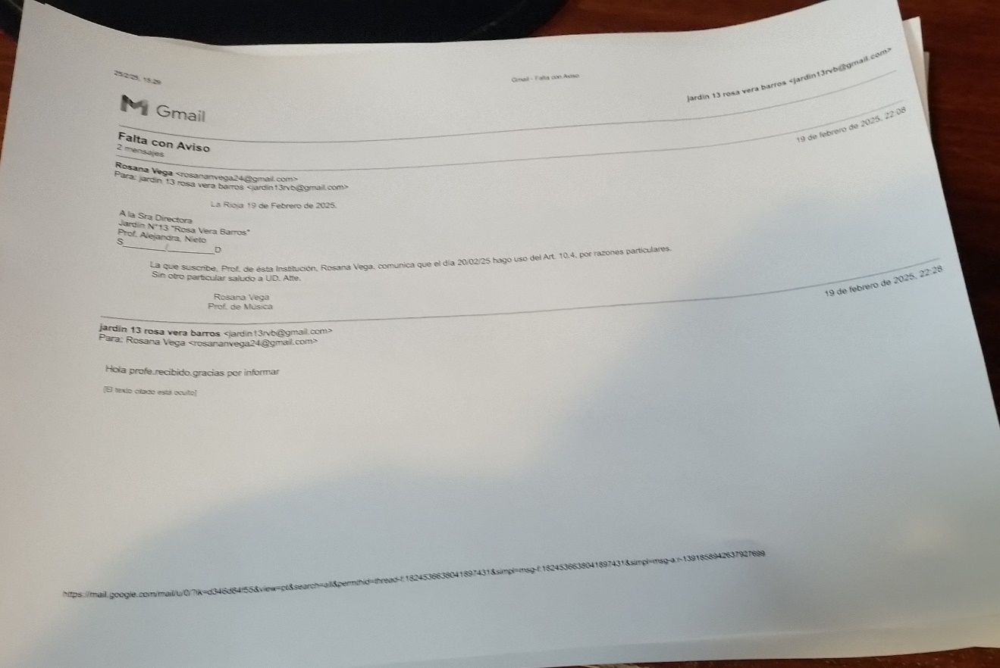 25/2/25, 18:29
Gmail - Falta con Aviso
Gmail
jardin 13 rosa vera barros <jardin13rvb@gmail.com>
Falta con Aviso
2 mensajes
Rosana Vega <rosananvega24@gmail.com>
19 de febrero de 2025, 22:08
Para: jardin 13 rosa vera barros <jardin13rvb@gmail.com>
La Rioja 19 de Febrero de 2025.
A la Sra Directora
Jardín N°13 "Rosa Vera Barros"
Prof. Alejandra, Nieto
S________/_________D
La que suscribe, Prof. de ésta Institución, Rosana Vega, comunica que el día 20/02/25 hago uso del Art. 10.4, por razones particulares.
Sin otro particular saludo a UD. Atte.
Rosana Vega
Prof. de Música
jardin 13 rosa vera barros <jardin13rvb@gmail.com>
19 de febrero de 2025, 22:28
Para: Rosana Vega <rosananvega24@gmail.com>
Hola profe.recibido.gracias por informar
[El texto citado está oculto]
https://mail.google.com/mail/u/0/?ik=d346d84f55&view=pt&search=all&permthid=thread-f:1824536638041897431&simpl=msg-f:1824536638041897431&simpl=msg-a:r-1391858942637927699